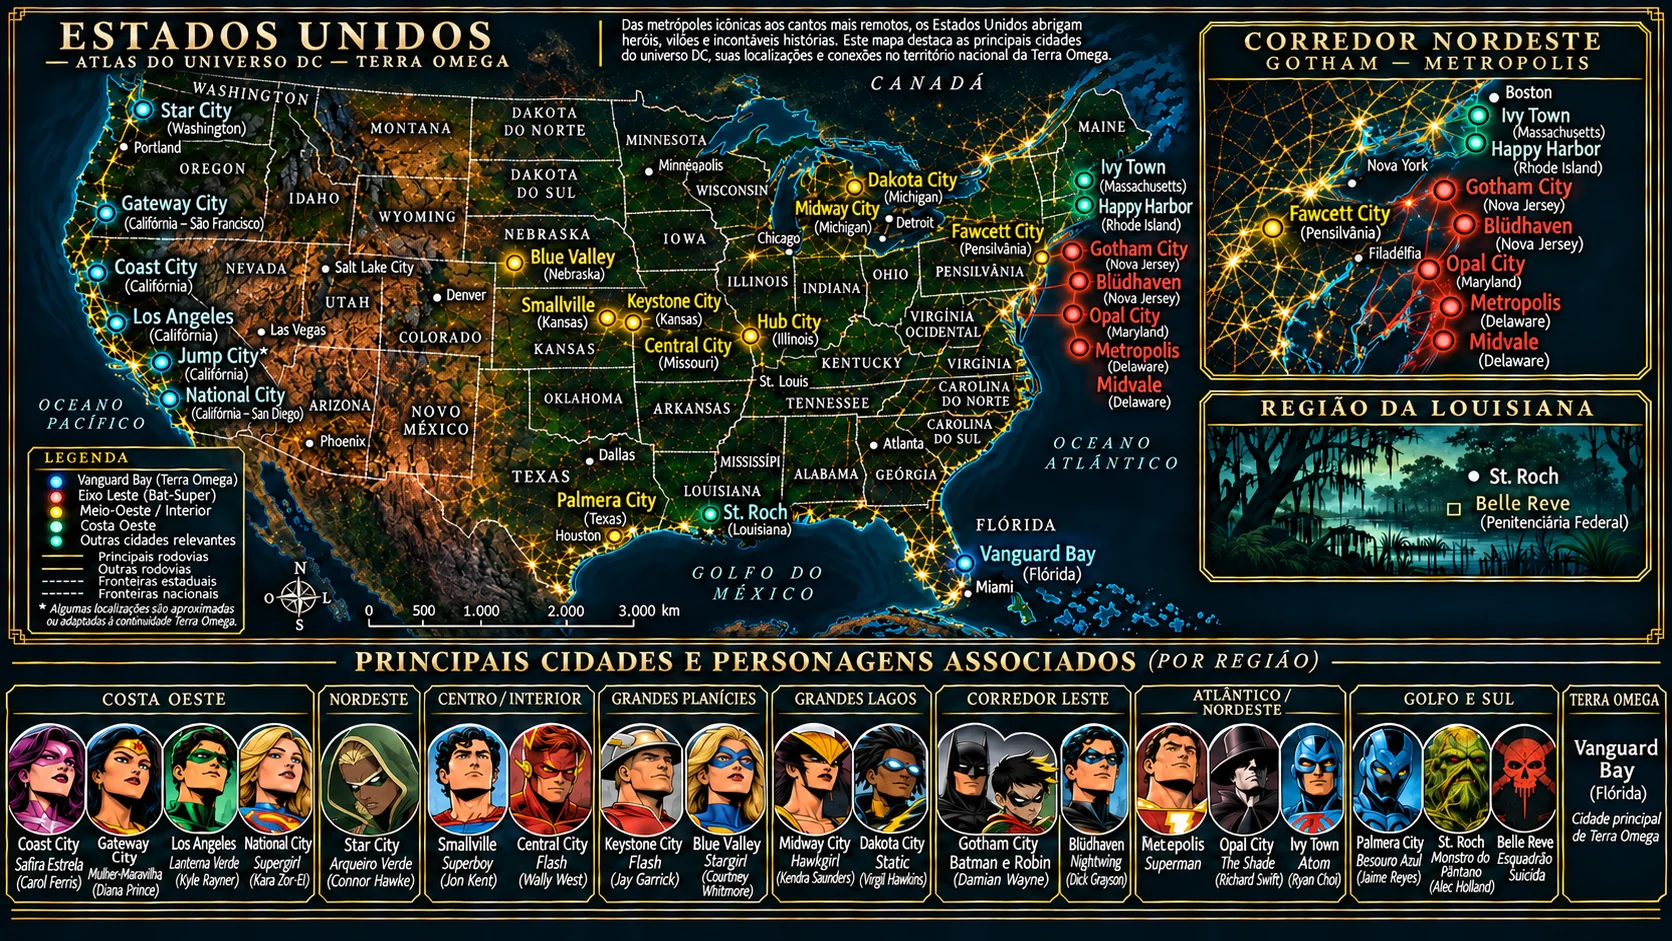 ESTADOS UNIDOS
— ATLAS DO UNIVERSO DC — TERRA OMEGA
Das metrópoles icônicas aos cantos mais remotos, os Estados Unidos abrigam
heróis, vilões e incontáveis histórias. Este mapa destaca as principais cidades
do universo DC, suas localizações e conexões no território nacional da Terra Omega.
CANADÁ
WASHINGTON
Star City
(Washington)
Portland
OREGON
MONTANA
IDAHO
WYOMING
DAKOTA
DO NORTE
DAKOTA
DO SUL
MINNESOTA
Minneapolis
WISCONSIN
Gateway City
(Califórnia – São Francisco)
Coast City
(Califórnia)
NEVADA
Salt Lake City
UTAH
Los Angeles
(Califórnia)
Las Vegas
Jump City*
(Califórnia)
National City
(Califórnia – San Diego)
ARIZONA
Phoenix
Denver
COLORADO
NOVO
MÉXICO
NEBRASKA
Blue Valley
(Nebraska)
IOWA
Smallville
(Kansas)
Keystone City
(Kansas)
KANSAS
Central City
(Missouri)
Hub City
(Illinois)
St. Louis
OKLAHOMA
ARKANSAS
TEXAS
Dallas
Palmera City
(Texas)
Houston
LOUISIANA
St. Roch
(Louisiana)
MISSISSÍPI
ALABAMA
GEÓRGIA
Atlanta
TENNESSEE
KENTUCKY
Dakota City
(Michigan)
Midway City
(Michigan)
Detroit
Chicago
ILLINOIS
INDIANA
OHIO
Fawcett City
(Pensilvânia)
PENSILVÂNIA
VIRGÍNIA
OCIDENTAL
VIRGÍNIA
CAROLINA
DO NORTE
CAROLINA
DO SUL
MAINE
Ivy Town
(Massachusetts)
Happy Harbor
(Rhode Island)
Gotham City
(Nova Jersey)
Blüdhaven
(Nova Jersey)
Opal City
(Maryland)
Metropolis
(Delaware)
Midvale
(Delaware)
FLÓRIDA
Vanguard Bay
(Flórida)
Miami
OCEANO
PACÍFICO
OCEANO
ATLÂNTICO
GOLFO DO
MÉXICO
LEGENDA
Vanguard Bay (Terra Omega)
Eixo Leste (Bat-Super)
Meio-Oeste / Interior
Costa Oeste
Outras cidades relevantes
Principais rodovias
Outras rodovias
Fronteiras estaduais
Fronteiras nacionais
* Algumas localizações são aproximadas
ou adaptadas à continuidade Terra Omega.
N
O
L
S
0 500 1.000 2.000 3.000 km
CORREDOR NORDESTE
GOTHAM — METROPOLIS
Boston
Ivy Town
(Massachusetts)
Happy Harbor
(Rhode Island)
Nova York
Gotham City
(Nova Jersey)
Fawcett City
(Pensilvânia)
Blüdhaven
(Nova Jersey)
Filadélfia
Opal City
(Maryland)
Metropolis
(Delaware)
Midvale
(Delaware)
REGIÃO DA LOUISIANA
St. Roch
Belle Reve
(Penitenciária Federal)
PRINCIPAIS CIDADES E PERSONAGENS ASSOCIADOS (POR REGIÃO)
COSTA OESTE
Coast City
Safira Estrela
(Carol Ferris)
Gateway
City
Mulher-Maravilha
(Diana Prince)
Los Angeles
Lanterna Verde
(Kyle Rayner)
National City
Supergirl
(Kara Zor-El)
NORDESTE
Star City
Arqueiro Verde
(Connor Hawke)
CENTRO / INTERIOR
Smallville
Superboy
(Jon Kent)
Central City
Flash
(Wally West)
GRANDES PLANÍCIES
Keystone City
Flash
(Jay Garrick)
Blue Valley
Stargirl
(Courtney
Whitmore)
GRANDES LAGOS
Midway City
Hawkgirl
(Kendra Saunders)
Dakota City
Static
(Virgil Hawkins)
CORREDOR LESTE
Gotham City
Batman e Robin
(Damian Wayne)
Blüdhaven
Nightwing
(Dick Grayson)
ATLÂNTICO /
NORDESTE
Metepolis
Superman
Opal City
The Shade
(Richard Swift)
Ivy Town
Atom
(Ryan Choi)
GOLFO E SUL
Palmera City
Besouro Azul
(Jaime Reyes)
St. Roch
Monstro do
Pântano
(Alec Holland)
Belle Reve
Esquadrão
Suicida
TERRA OMEGA
Vanguard
Bay
(Flórida)
Cidade principal
de Terra Omega